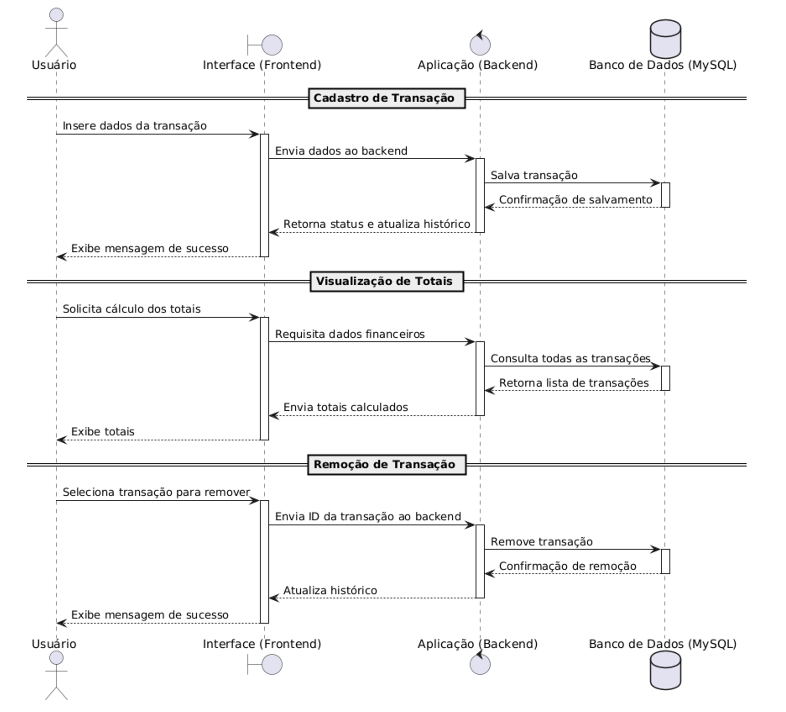 Usuário
Interface (Frontend)
Aplicação (Backend)
Banco de Dados (MySQL)
Cadastro de Transação
Insere dados da transação
Envia dados ao backend
Salva transação
Confirmação de salvamento
Retorna status e atualiza histórico
Exibe mensagem de sucesso
Visualização de Totais
Solicita cálculo dos totais
Requisita dados financeiros
Consulta todas as transações
Retorna lista de transações
Envia totais calculados
Exibe totais
Remoção de Transação
Seleciona transação para remover
Envia ID da transação ao backend
Remove transação
Confirmação de remoção
Atualiza histórico
Exibe mensagem de sucesso
Usuário
Interface (Frontend)
Aplicação (Backend)
Banco de Dados (MySQL)